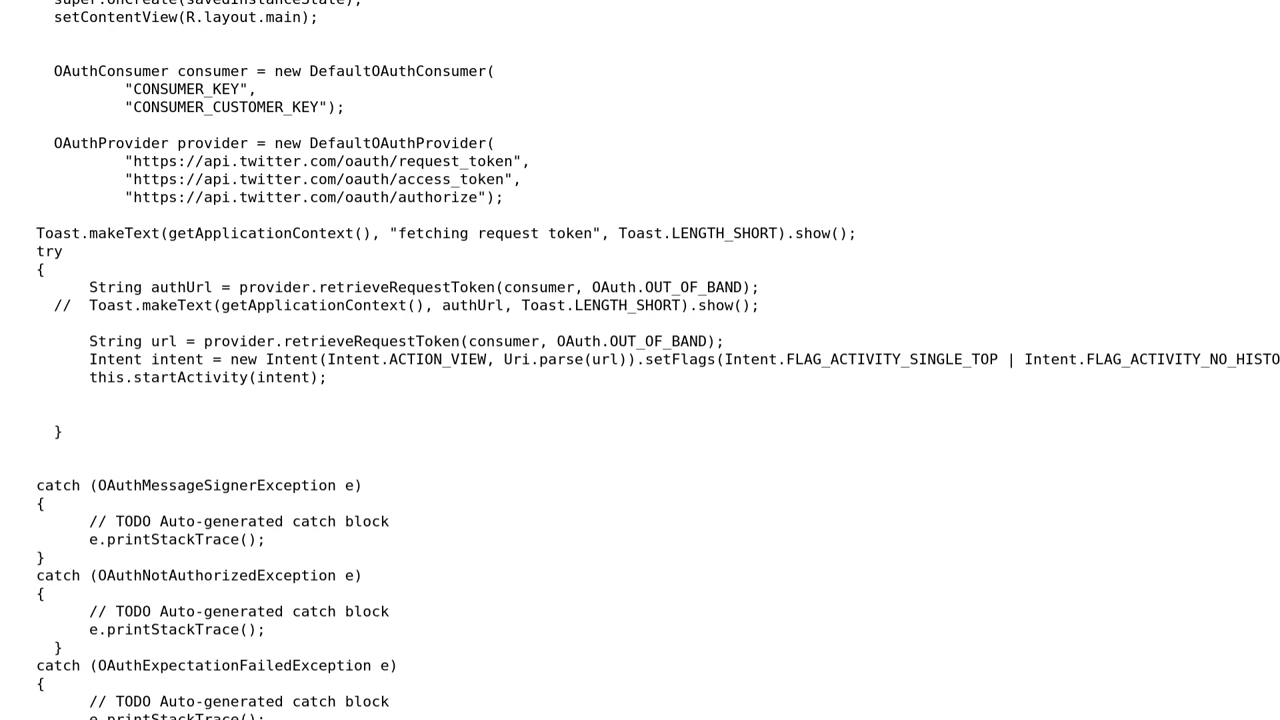 super.onCreate(savedInstanceState);
setContentView(R.layout.main);
OAuthConsumer consumer = new DefaultOAuthConsumer(
"CONSUMER_KEY",
"CONSUMER_CUSTOMER_KEY");
OAuthProvider provider = new DefaultOAuthProvider(
"https://api.twitter.com/oauth/request_token",
"https://api.twitter.com/oauth/access_token",
"https://api.twitter.com/oauth/authorize");
Toast.makeText(getApplicationContext(), "fetching request token", Toast.LENGTH_SHORT).show();
try
{
String authUrl = provider.retrieveRequestToken(consumer, OAuth.OUT_OF_BAND);
//  Toast.makeText(getApplicationContext(), authUrl, Toast.LENGTH_SHORT).show();
String url = provider.retrieveRequestToken(consumer, OAuth.OUT_OF_BAND);
Intent intent = new Intent(Intent.ACTION_VIEW, Uri.parse(url)).setFlags(Intent.FLAG_ACTIVITY_SINGLE_TOP | Intent.FLAG_ACTIVITY_NO_HISTO
this.startActivity(intent);
}
catch (OAuthMessageSignerException e)
{
// TODO Auto-generated catch block
e.printStackTrace();
}
catch (OAuthNotAuthorizedException e)
{
// TODO Auto-generated catch block
e.printStackTrace();
}
catch (OAuthExpectationFailedException e)
{
// TODO Auto-generated catch block
e.printStackTrace();